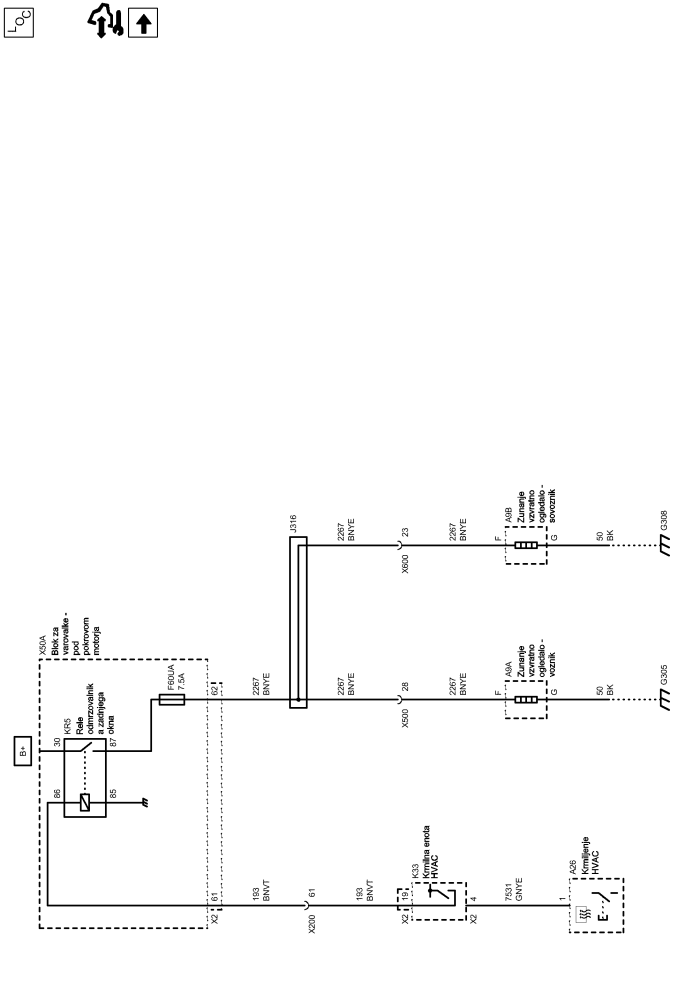 LOC
B+
X50A
Blok za
varovalke -
pod
pokrovom
motorja
KR5
Rele
odmrzovalnik
a zadnjega
okna
30
87
86
85
F60UA
7.5A
62
61
X2
2267
BNYE
J316
2267
BNYE
2267
BNYE
193
BNVT
61
X200
193
BNVT
28
X500
23
X600
2267
BNYE
2267
BNYE
19
X2
K33
Krmilna enota
HVAC
4
X2
7531
GNYE
1
A26
Krmiljenje
HVAC
F
A9A
Zunanje
vzvratno
ogledalo -
voznik
G
F
A9B
Zunanje
vzvratno
ogledalo -
sovoznik
G
50
BK
50
BK
G305
G308